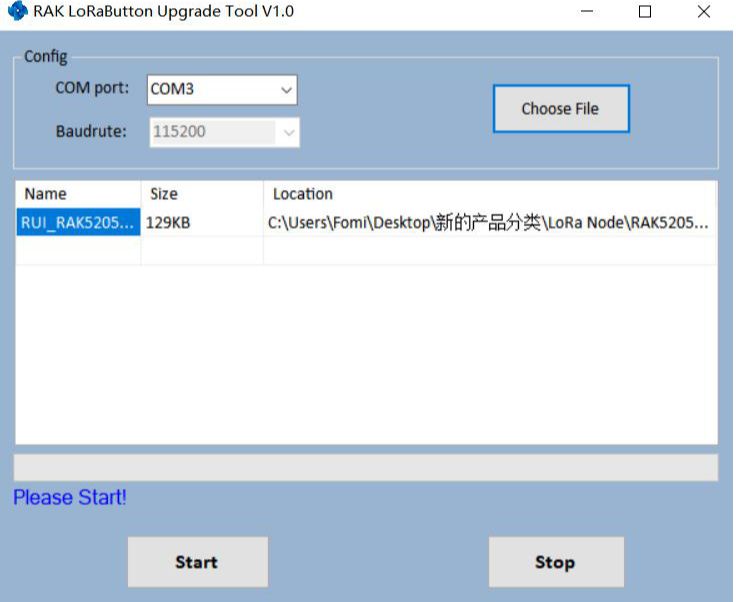 RAK LoRaButton Upgrade Tool V1.0
Config
COM port: COM3
Choose File
Baudrute: 115200
Name Size Location
RUI_RAK5205... 129KB C:\Users\Fomi\Desktop\新的产品分类\LoRa Node\RAK5205...
Please Start!
Start Stop